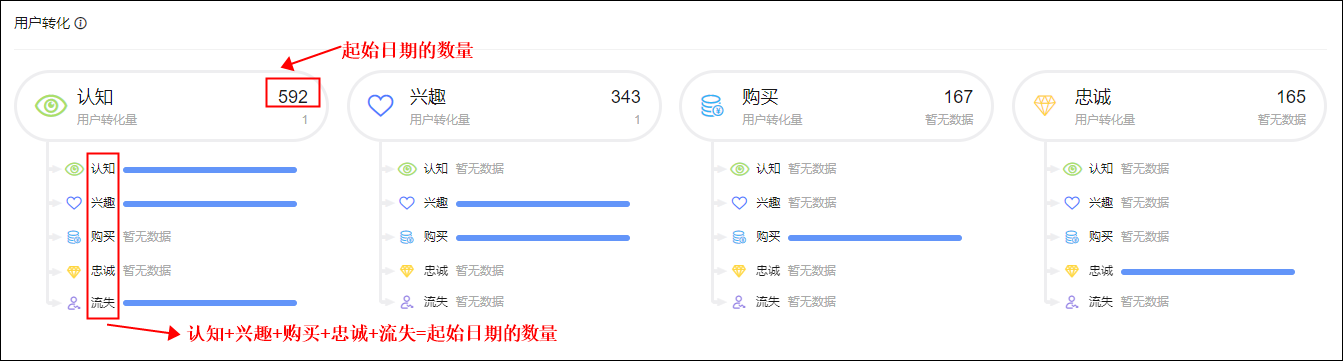 用户转化
起始日期的数量
认知 592
用户转化量 1
兴趣 343
用户转化量 1
购买 167
用户转化量 暂无数据
忠诚 165
用户转化量 暂无数据
认知
兴趣
购买 暂无数据
忠诚 暂无数据
流失
认知 暂无数据
兴趣
购买
忠诚 暂无数据
流失 暂无数据
认知 暂无数据
兴趣 暂无数据
购买
忠诚 暂无数据
流失 暂无数据
认知 暂无数据
兴趣 暂无数据
购买 暂无数据
忠诚
流失 暂无数据
认知+兴趣+购买+忠诚+流失=起始日期的数量